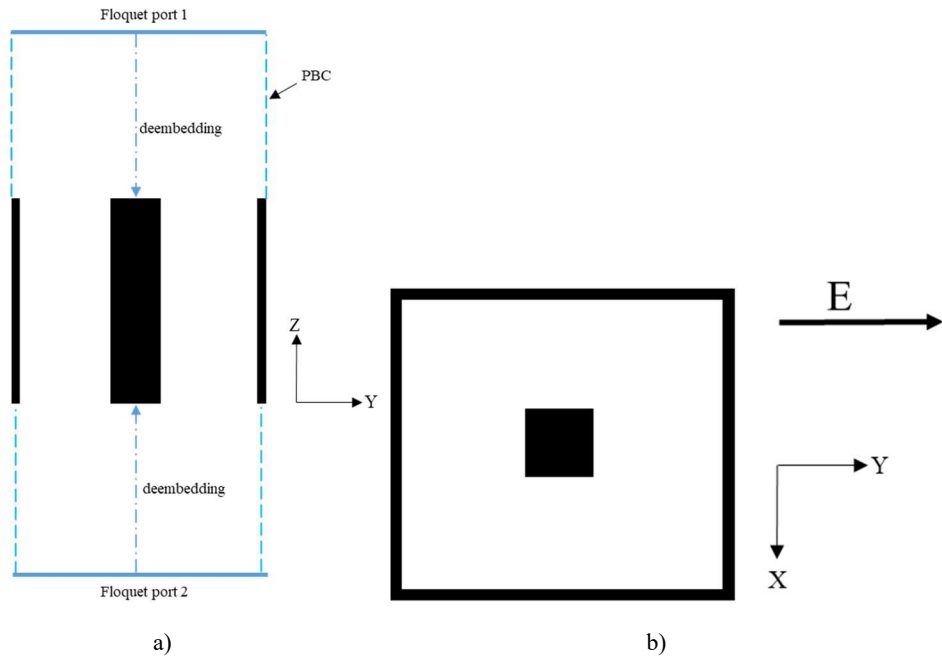 Floquet port 1
PBC
deembedding
Z
Y
deembedding
Floquet port 2
a)
E
Y
X
b)